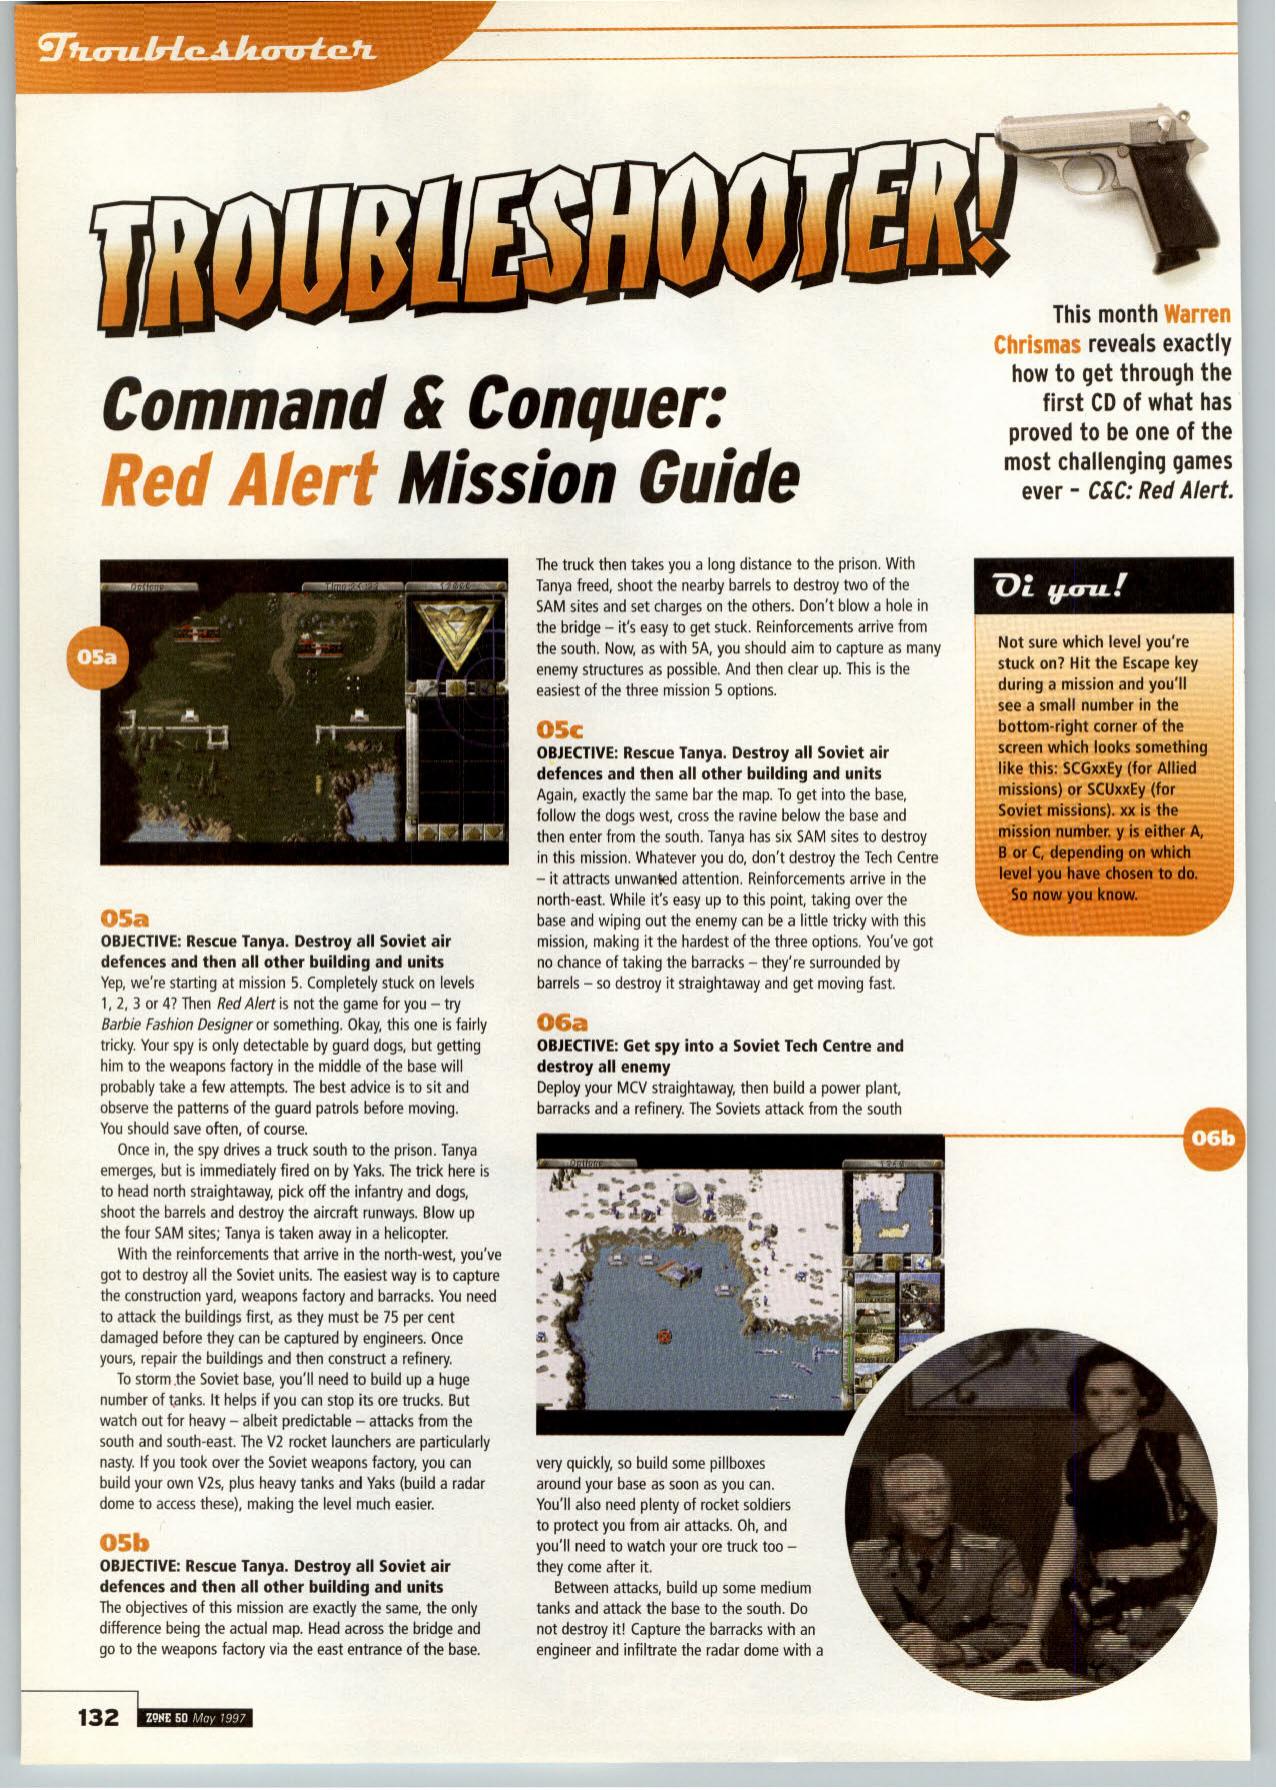 Troubleshooter
TROUBLESHOOTER!
This month Warren
Chrismas reveals exactly
how to get through the
first CD of what has
proved to be one of the
most challenging games
ever – C&C: Red Alert.
Command & Conquer:
Red Alert Mission Guide
Options
05a
05a
OBJECTIVE: Rescue Tanya. Destroy all Soviet air
defences and then all other building and units
Yep, we're starting at mission 5. Completely stuck on levels
1, 2, 3 or 4? Then Red Alert is not the game for you – try
Barbie Fashion Designer or something. Okay, this one is fairly
tricky. Your spy is only detectable by guard dogs, but getting
him to the weapons factory in the middle of the base will
probably take a few attempts. The best advice is to sit and
observe the patterns of the guard patrols before moving.
You should save often, of course.
Once in, the spy drives a truck south to the prison. Tanya
emerges, but is immediately fired on by Yaks. The trick here is
to head north straightaway, pick off the infantry and dogs,
shoot the barrels and destroy the aircraft runways. Blow up
the four SAM sites; Tanya is taken away in a helicopter.
With the reinforcements that arrive in the north-west, you've
got to destroy all the Soviet units. The easiest way is to capture
the construction yard, weapons factory and barracks. You need
to attack the buildings first, as they must be 75 per cent
damaged before they can be captured by engineers. Once
yours, repair the buildings and then construct a refinery.
To storm the Soviet base, you'll need to build up a huge
number of tanks. It helps if you can stop its ore trucks. But
watch out for heavy – albeit predictable – attacks from the
south and south-east. The V2 rocket launchers are particularly
nasty. If you took over the Soviet weapons factory, you can
build your own V2s, plus heavy tanks and Yaks (build a radar
dome to access these), making the level much easier.
05b
OBJECTIVE: Rescue Tanya. Destroy all Soviet air
defences and then all other building and units
The objectives of this mission are exactly the same, the only
difference being the actual map. Head across the bridge and
go to the weapons factory via the east entrance of the base.
The truck then takes you a long distance to the prison. With
Tanya freed, shoot the nearby barrels to destroy two of the
SAM sites and set charges on the others. Don't blow a hole in
the bridge – it's easy to get stuck. Reinforcements arrive from
the south. Now, as with 5A, you should aim to capture as many
enemy structures as possible. And then clear up. This is the
easiest of the three mission 5 options.
05c
OBJECTIVE: Rescue Tanya. Destroy all Soviet air
defences and then all other building and units
Again, exactly the same bar the map. To get into the base,
follow the dogs west, cross the ravine below the base and
then enter from the south. Tanya has six SAM sites to destroy
in this mission. Whatever you do, don't destroy the Tech Centre
– it attracts unwanted attention. Reinforcements arrive in the
north-east. While it's easy up to this point, taking over the
base and wiping out the enemy can be a little tricky with this
mission, making it the hardest of the three options. You've got
no chance of taking the barracks – they're surrounded by
barrels – so destroy it straightaway and get moving fast.
06a
OBJECTIVE: Get spy into a Soviet Tech Centre and
destroy all enemy
Deploy your MCV straightaway, then build a power plant,
barracks and a refinery. The Soviets attack from the south
Options
06b
very quickly, so build some pillboxes
around your base as soon as you can.
You'll also need plenty of rocket soldiers
to protect you from air attacks. Oh, and
you'll need to watch your ore truck too –
they come after it.
Between attacks, build up some medium
tanks and attack the base to the south. Do
not destroy it! Capture the barracks with an
engineer and infiltrate the radar dome with a
Oi you!
Not sure which level you're
stuck on? Hit the Escape key
during a mission and you'll
see a small number in the
bottom-right corner of the
screen which looks something
like this: SCGxxEy (for Allied
missions) or SCUxxEy (for
Soviet missions). xx is the
mission number. y is either A,
B or C, depending on which
level you have chosen to do.
So now you know.
132
ZONE 50 May 1997